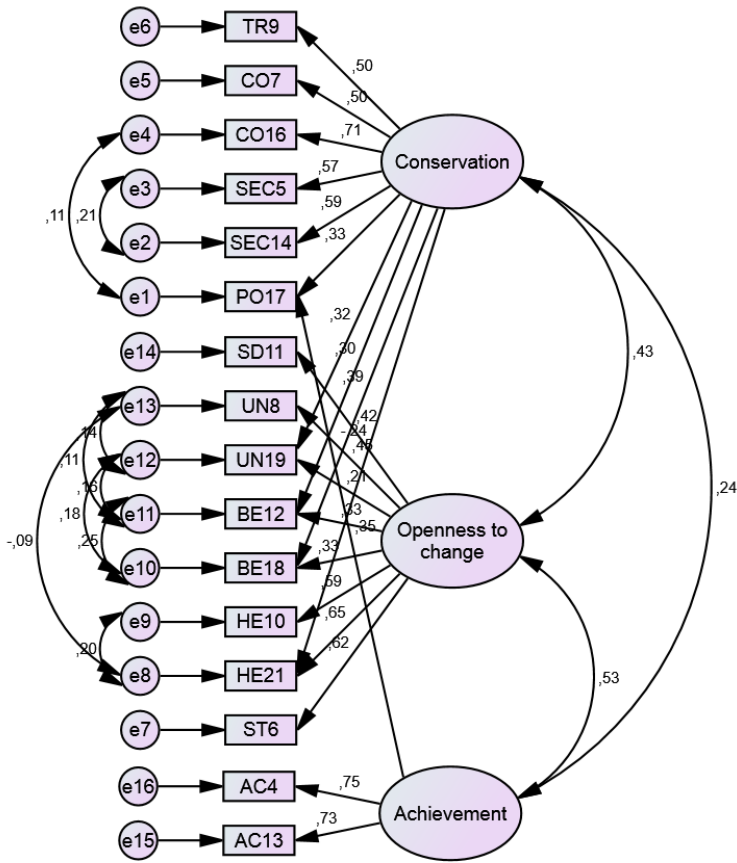 e6 TR9
,50
e5 CO7
,50
e4 CO16
,71
Conservation
e3 SEC5
,57
,11
,21
e2 SEC14
,59
,33
e1 PO17
,32
e14 SD11
,30
,43
,39
e13 UN8
,42
-,24
,14
,45
e12 UN19
,11
,21
,24
,16
e11 BE12
,33
,18
,35
Openness to
change
-,09
,25
,33
e10 BE18
,59
e9 HE10
,65
,20
,62
e8 HE21
,53
e7 ST6
e16 AC4
,75
Achievement
,73
e15 AC13